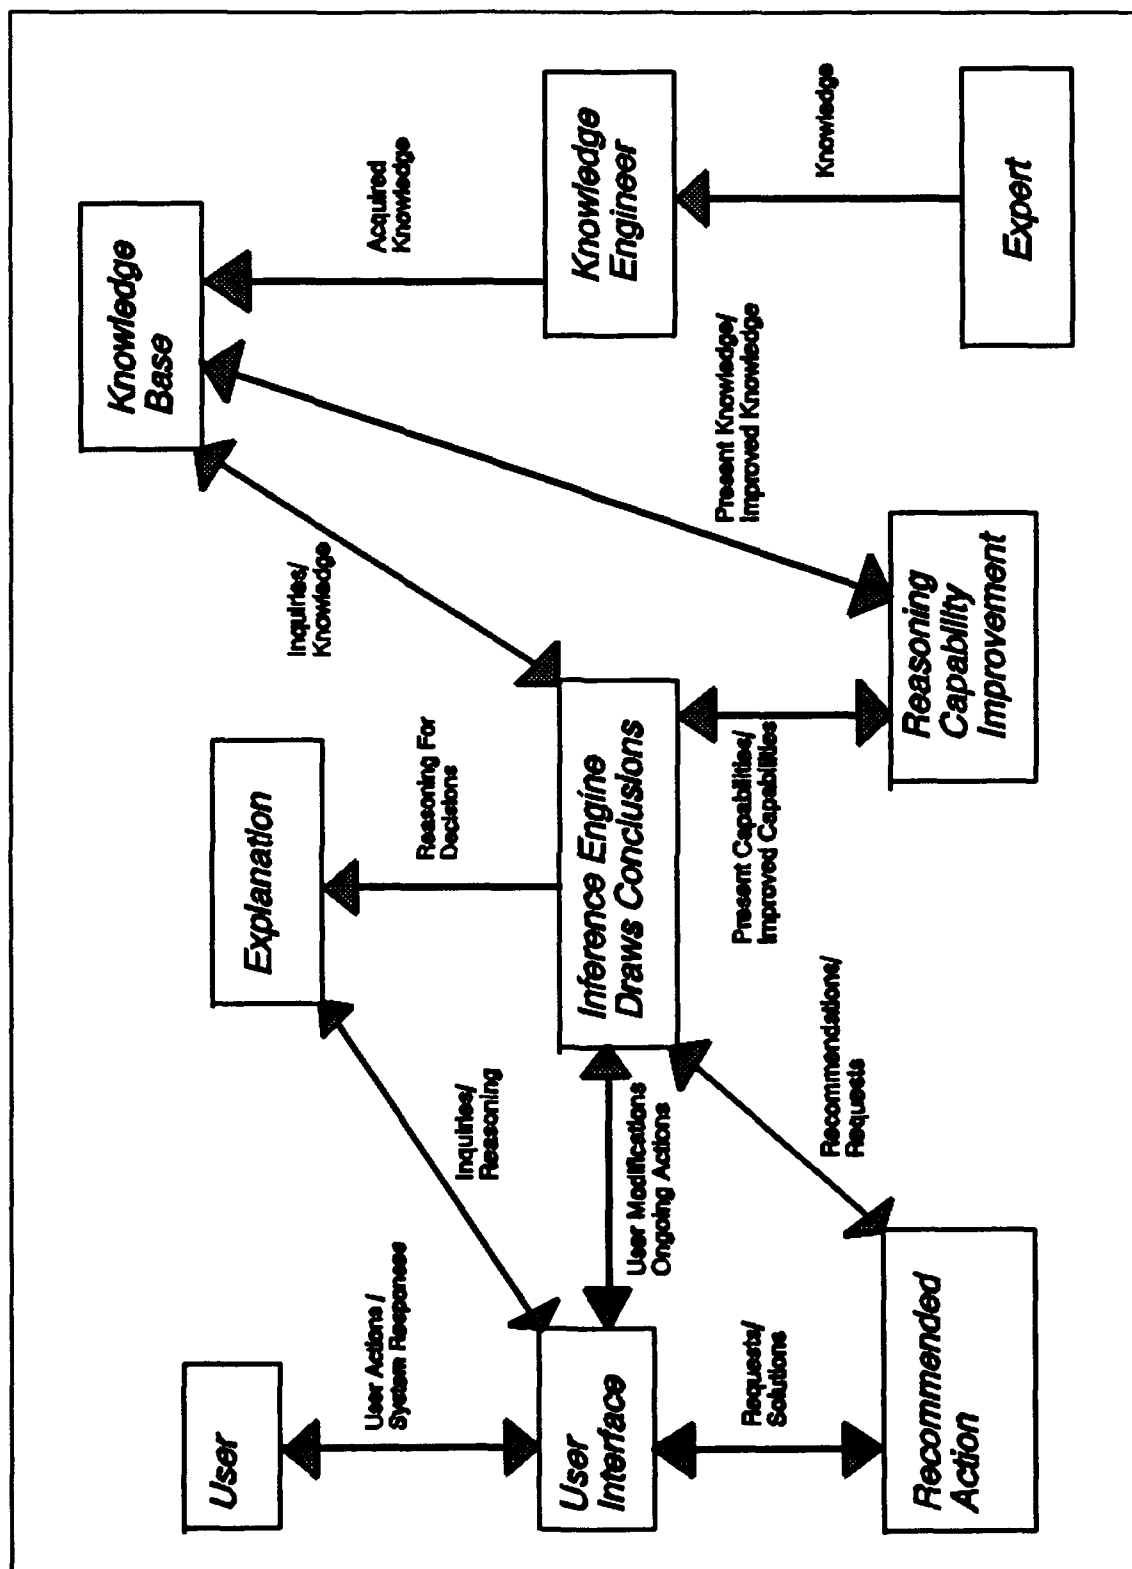 User
User Actions /
System Responses
User
Interface
Requests/
Solutions
Recommended
Action
Explanation
Inquiries/
Reasoning
Reasoning For
Decisions
User Modifications
Ongoing Actions
Inference Engine
Draws Conclusions
Recommendations/
Requests
Present Capabilities/
Improved Capabilities
Reasoning
Capability
Improvement
Knowledge
Base
Inquiries/
Knowledge
Acquired
Knowledge
Present Knowledge/
Improved Knowledge
Knowledge
Engineer
Knowledge
Expert